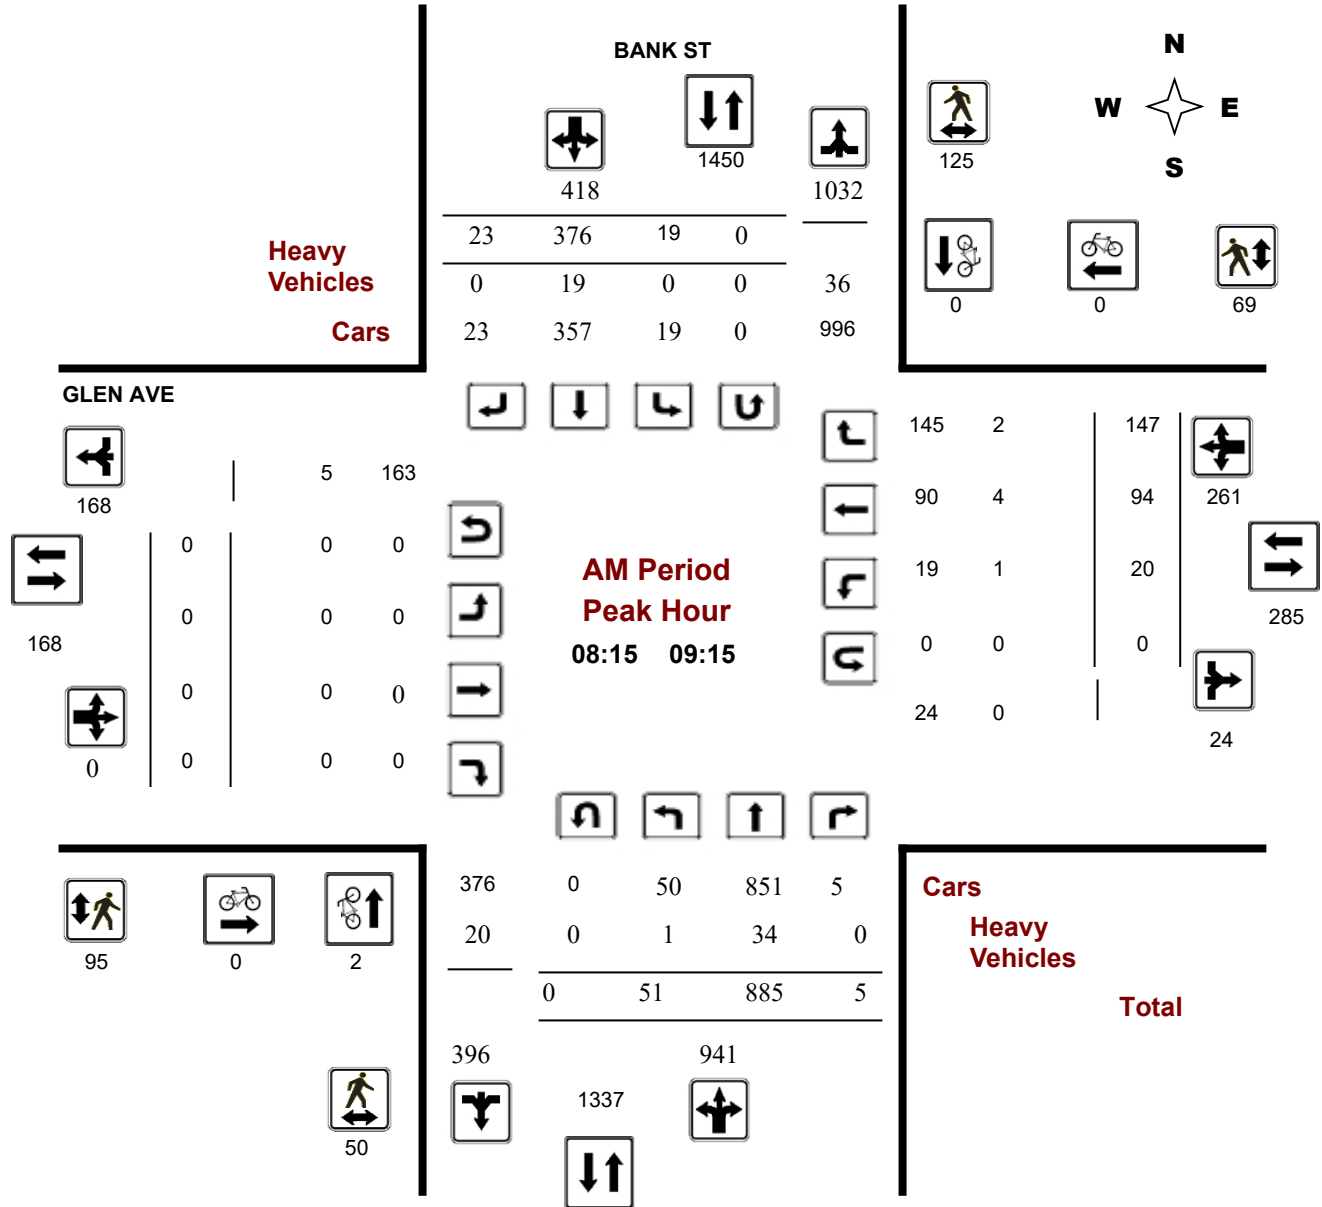 BANK ST
N
W E
S
1450
125
418 1032
23 376 19 0
Heavy
Vehicles
0 19 0 0 36
0 0 69
Cars
23 357 19 0 996
GLEN AVE
145 2 147
5 163
168
90 4 94 261
0 0 0
AM Period
19 1 20
Peak Hour
0 0 0
285
168
08:15 09:15
0 0 0
0 0 0
24 0
24
0 0 0 0
376 0 50 851 5
Cars
20 0 1 34 0
Heavy
Vehicles
95 0 2
0 51 885 5
Total
396 941
1337
50